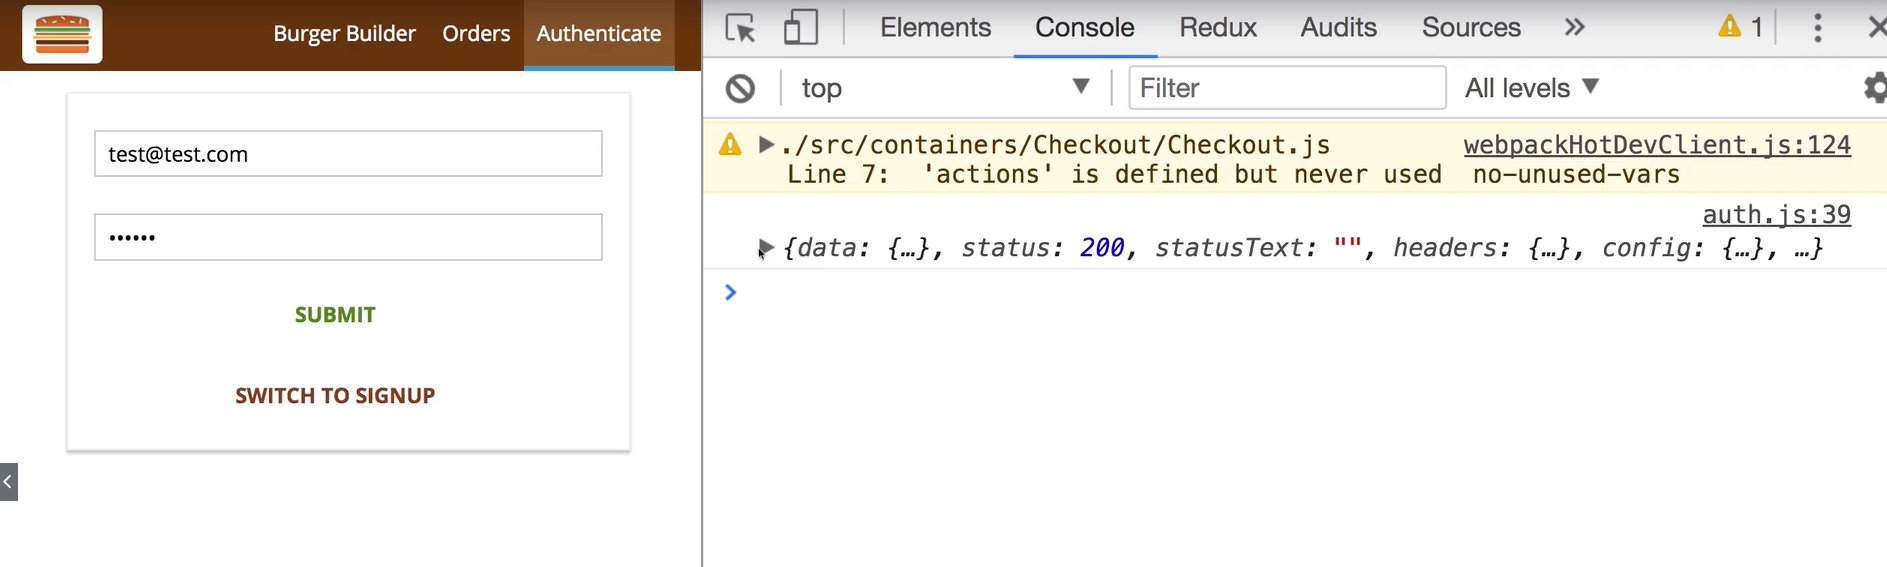 Burger Builder Orders Authenticate
test@test.com
••••••
SUBMIT
SWITCH TO SIGNUP
Elements Console Redux Audits Sources » 1
top Filter All levels
./src/containers/Checkout/Checkout.js webpackHotDevClient.js:124
Line 7: 'actions' is defined but never used no-unused-vars
auth.js:39
{data: {…}, status: 200, statusText: "", headers: {…}, config: {…}, …}